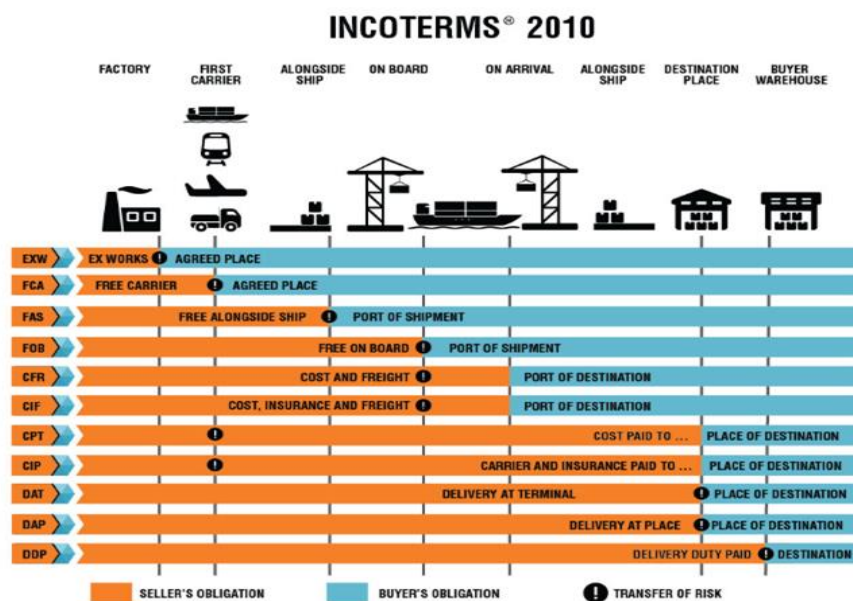 INCOTERMS® 2010
FACTORY
FIRST CARRIER
ALONGSIDE SHIP
ON BOARD
ON ARRIVAL
ALONGSIDE SHIP
DESTINATION PLACE
BUYER WAREHOUSE
EXW EX WORKS ! AGREED PLACE
FCA FREE CARRIER ! AGREED PLACE
FAS FREE ALONGSIDE SHIP ! PORT OF SHIPMENT
FOB FREE ON BOARD ! PORT OF SHIPMENT
CFR COST AND FREIGHT ! PORT OF DESTINATION
CIF COST, INSURANCE AND FREIGHT ! PORT OF DESTINATION
CPT ! COST PAID TO ... PLACE OF DESTINATION
CIP ! CARRIER AND INSURANCE PAID TO ... PLACE OF DESTINATION
DAT DELIVERY AT TERMINAL ! PLACE OF DESTINATION
DAP DELIVERY AT PLACE ! PLACE OF DESTINATION
DDP DELIVERY DUTY PAID ! DESTINATION
SELLER'S OBLIGATION BUYER'S OBLIGATION ! TRANSFER OF RISK